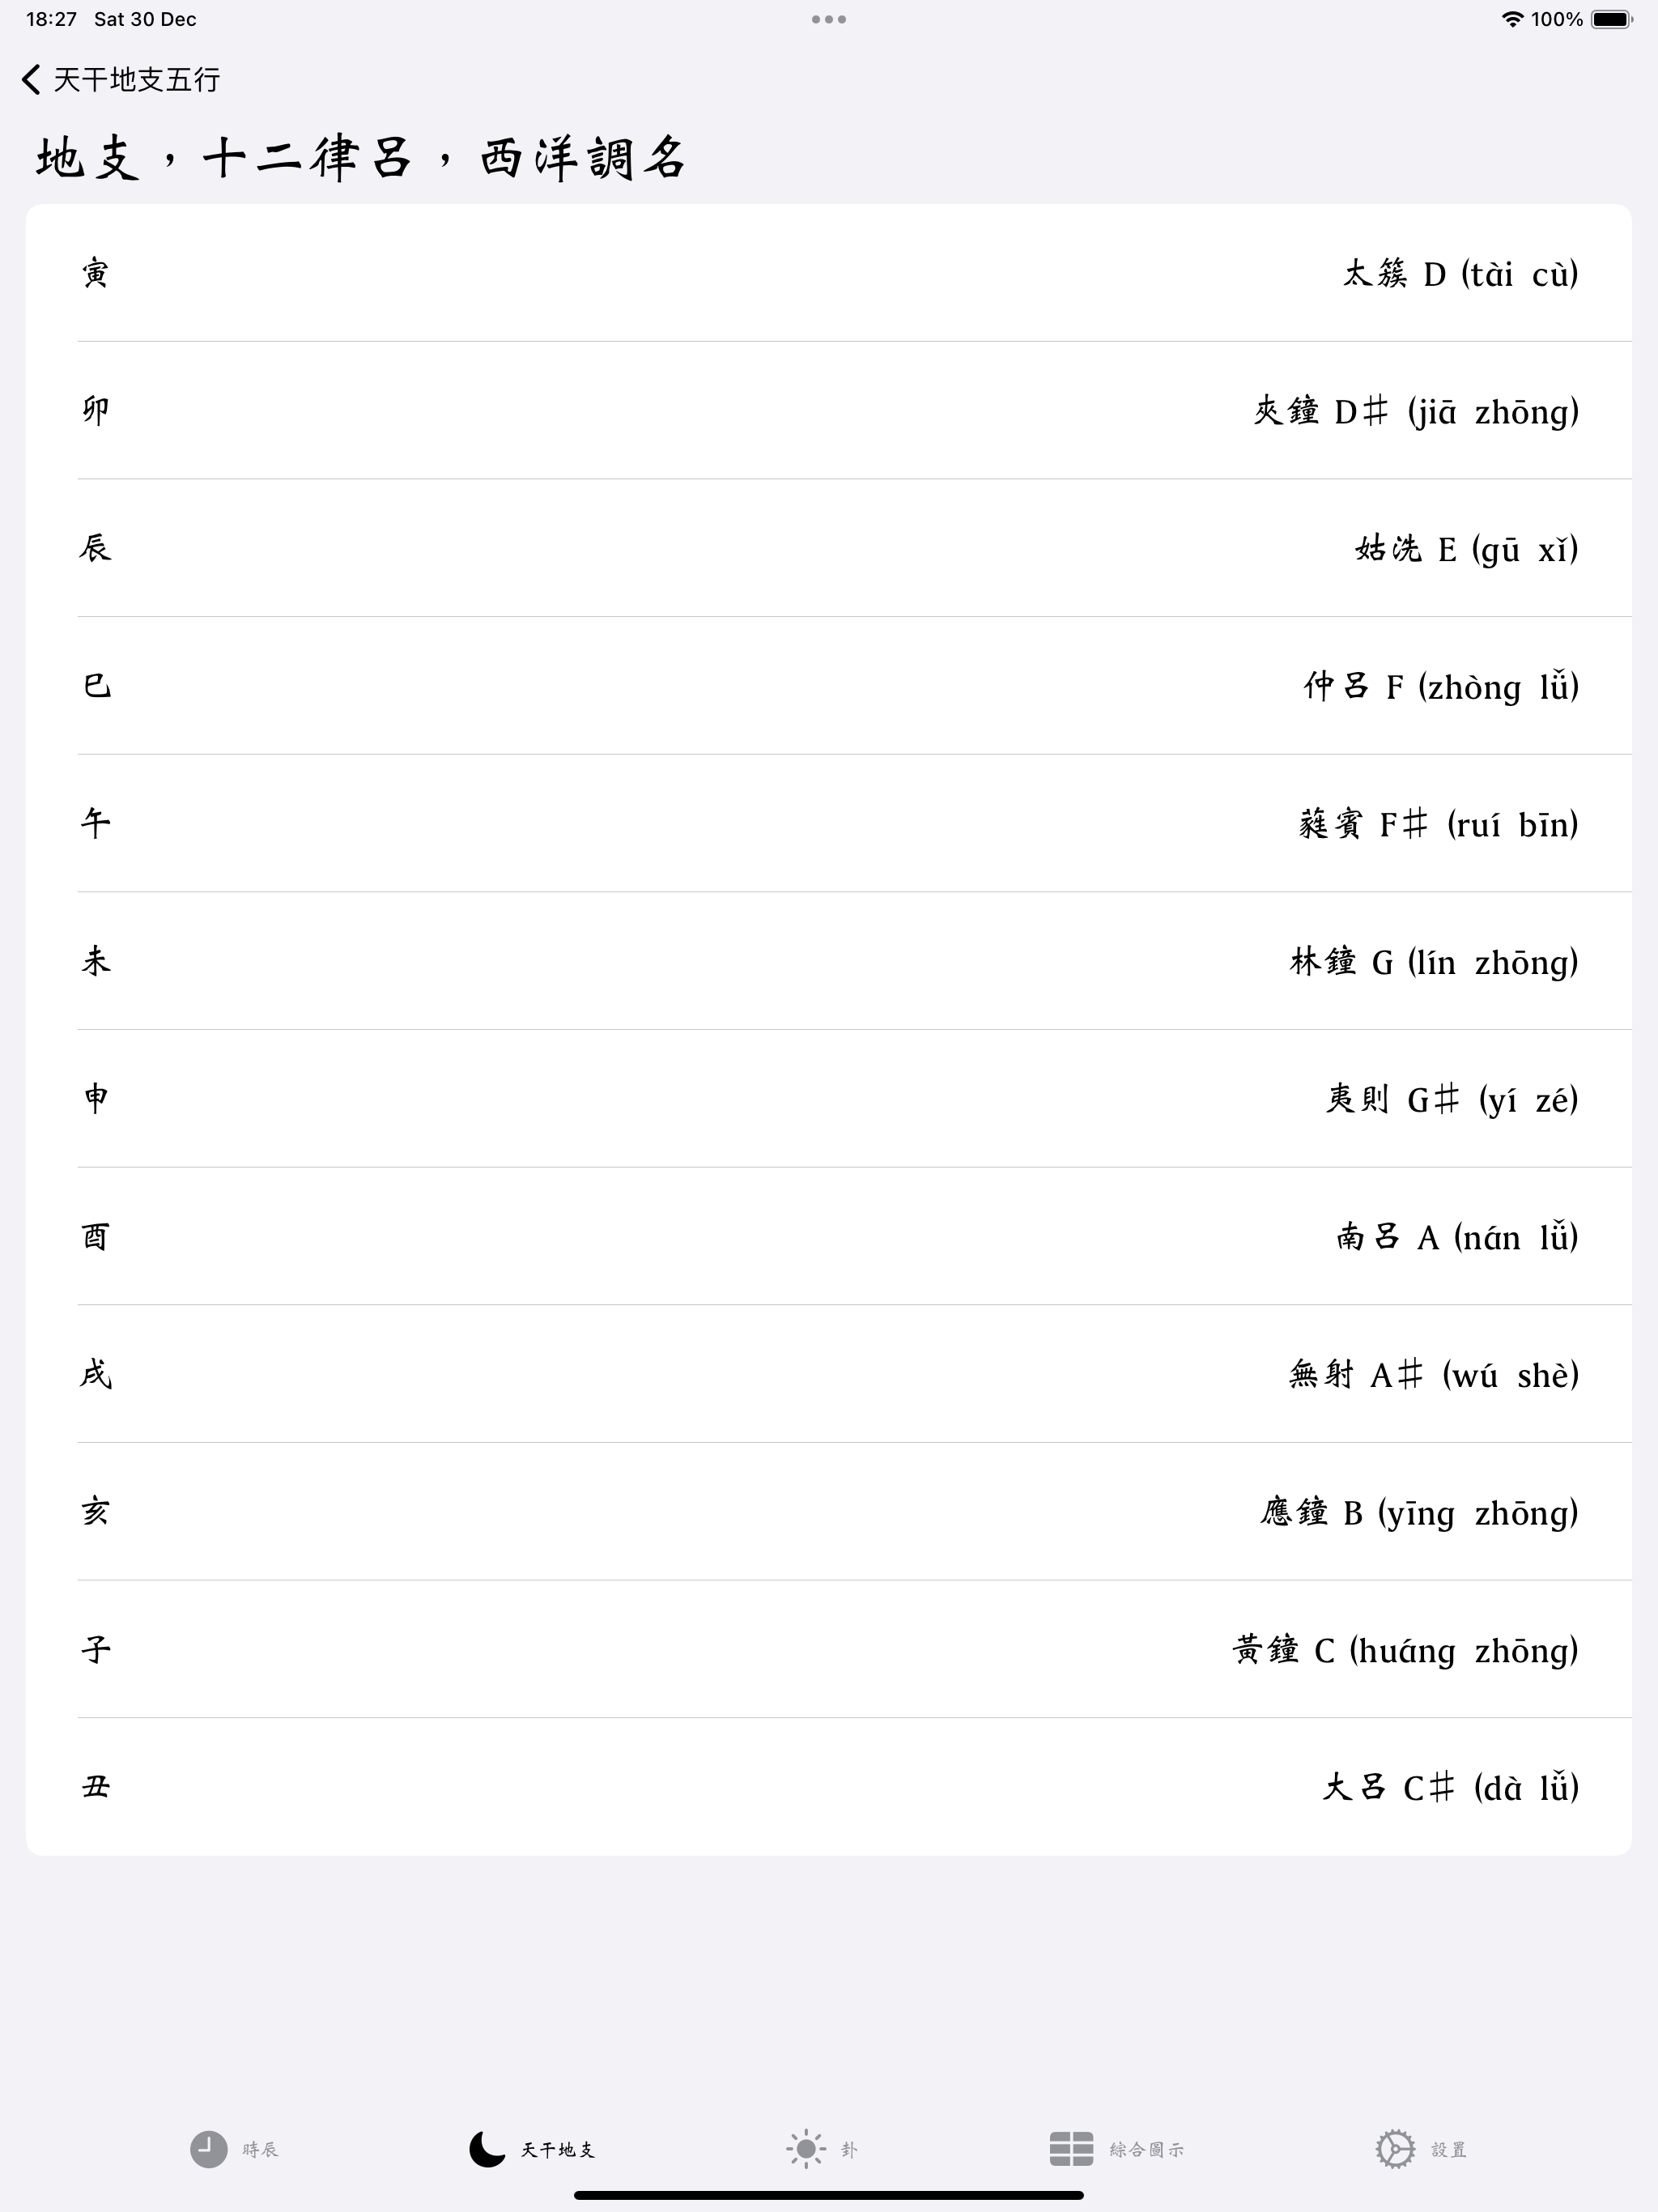 18:27 Sat 30 Dec
100%
天干地支五行
地支，十二律呂，西洋調名
寅 太簇 D (tài cù)
卯 夾鐘 D♯ (jiā zhōng)
辰 姑洗 E (gū xǐ)
巳 仲呂 F (zhòng lǚ)
午 蕤賓 F♯ (ruí bīn)
未 林鐘 G (lín zhōng)
申 夷則 G♯ (yí zé)
酉 南呂 A (nán lǚ)
戌 無射 A♯ (wú shè)
亥 應鐘 B (yīng zhōng)
子 黃鐘 C (huáng zhōng)
丑 大呂 C♯ (dà lǚ)
時辰 天干地支 卦 綜合圖示 設置